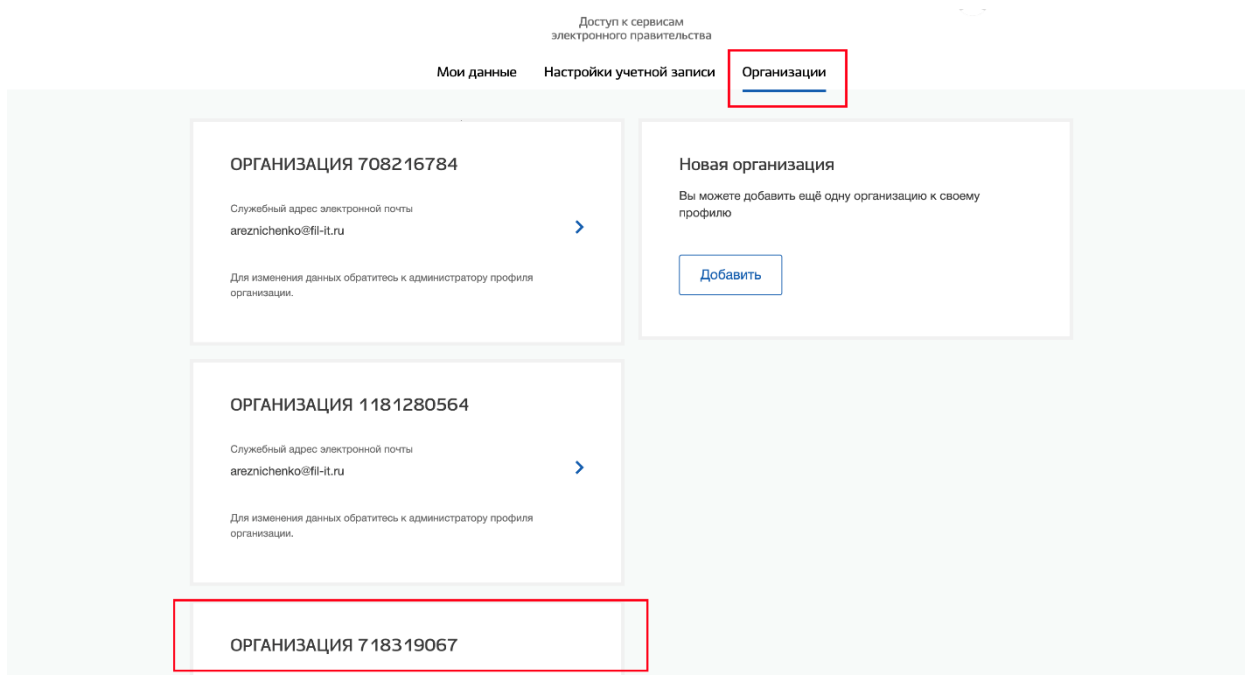 Доступ к сервисам
электронного правительства
Мои данные Настройки учетной записи Организации
ОРГАНИЗАЦИЯ 708216784
Служебный адрес электронной почты
areznichenko@fil-it.ru
Для изменения данных обратитесь к администратору профиля
организации.
Новая организация
Вы можете добавить ещё одну организацию к своему
профилю
Добавить
ОРГАНИЗАЦИЯ 1181280564
Служебный адрес электронной почты
areznichenko@fil-it.ru
Для изменения данных обратитесь к администратору профиля
организации.
ОРГАНИЗАЦИЯ 718319067